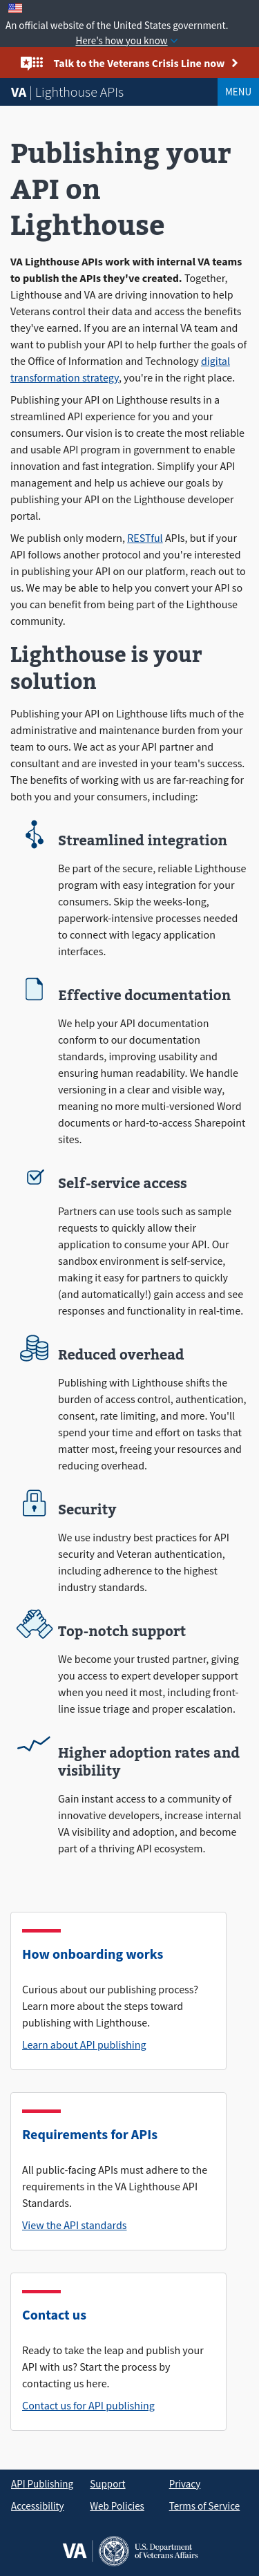 An official website of the United States government.
Here's how you know
Talk to the Veterans Crisis Line now
VA | Lighthouse APIs
MENU
Publishing your
API on
Lighthouse
VA Lighthouse APIs work with internal VA teams
to publish the APIs they've created. Together,
Lighthouse and VA are driving innovation to help
Veterans control their data and access the benefits
they've earned. If you are an internal VA team and
want to publish your API to help further the goals of
the Office of Information and Technology digital
transformation strategy, you're in the right place.
Publishing your API on Lighthouse results in a
streamlined API experience for you and your
consumers. Our vision is to create the most reliable
and usable API program in government to enable
innovation and fast integration. Simplify your API
management and help us achieve our goals by
publishing your API on the Lighthouse developer
portal.
We publish only modern, RESTful APIs, but if your
API follows another protocol and you're interested
in publishing your API on our platform, reach out to
us. We may be able to help you convert your API so
you can benefit from being part of the Lighthouse
community.
Lighthouse is your
solution
Publishing your API on Lighthouse lifts much of the
administrative and maintenance burden from your
team to ours. We act as your API partner and
consultant and are invested in your team's success.
The benefits of working with us are far-reaching for
both you and your consumers, including:
Streamlined integration
Be part of the secure, reliable Lighthouse
program with easy integration for your
consumers. Skip the weeks-long,
paperwork-intensive processes needed
to connect with legacy application
interfaces.
Effective documentation
We help your API documentation
conform to our documentation
standards, improving usability and
ensuring human readability. We handle
versioning in a clear and visible way,
meaning no more multi-versioned Word
documents or hard-to-access Sharepoint
sites.
Self-service access
Partners can use tools such as sample
requests to quickly allow their
application to consume your API. Our
sandbox environment is self-service,
making it easy for partners to quickly
(and automatically!) gain access and see
responses and functionality in real-time.
Reduced overhead
Publishing with Lighthouse shifts the
burden of access control, authentication,
consent, rate limiting, and more. You'll
spend your time and effort on tasks that
matter most, freeing your resources and
reducing overhead.
Security
We use industry best practices for API
security and Veteran authentication,
including adherence to the highest
industry standards.
Top-notch support
We become your trusted partner, giving
you access to expert developer support
when you need it most, including front-
line issue triage and proper escalation.
Higher adoption rates and
visibility
Gain instant access to a community of
innovative developers, increase internal
VA visibility and adoption, and become
part of a thriving API ecosystem.
How onboarding works
Curious about our publishing process?
Learn more about the steps toward
publishing with Lighthouse.
Learn about API publishing
Requirements for APIs
All public-facing APIs must adhere to the
requirements in the VA Lighthouse API
Standards.
View the API standards
Contact us
Ready to take the leap and publish your
API with us? Start the process by
contacting us here.
Contact us for API publishing
API Publishing Support Privacy
Accessibility Web Policies Terms of Service
VA U.S. Department
of Veterans Affairs